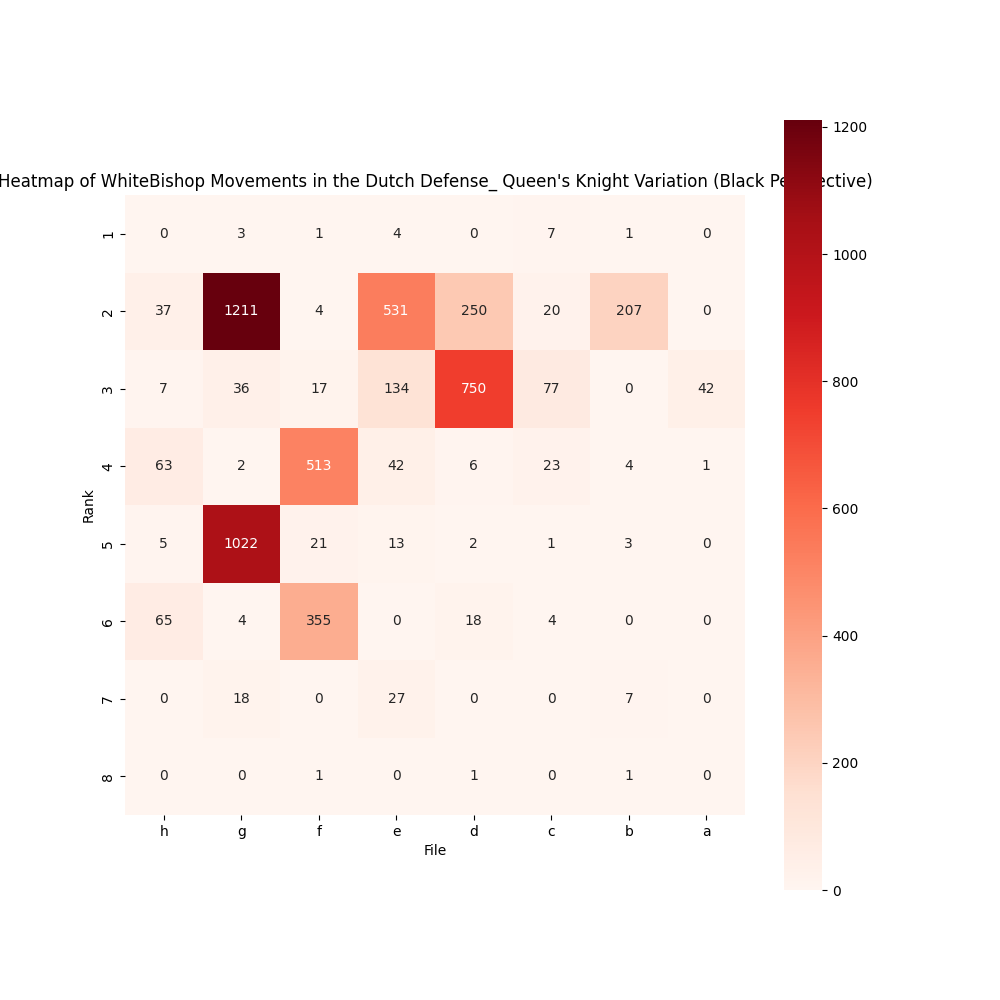 1200
Heatmap of WhiteBishop Movements in the Dutch Defense_ Queen's Knight Variation (Black Pe ective)
1 0 3 1 4 0 7 1 0
1000
2 37 1211 4 531 250 20 207 0
3 7 36 17 134 750 77 0 42
800
4 63 2 513 42 6 23 4 1
Rank
600
5 5 1022 21 13 2 1 3 0
6 65 4 355 0 18 4 0 0
400
7 0 18 0 27 0 0 7 0
200
8 0 0 1 0 1 0 1 0
h g f e d c b a
File
0